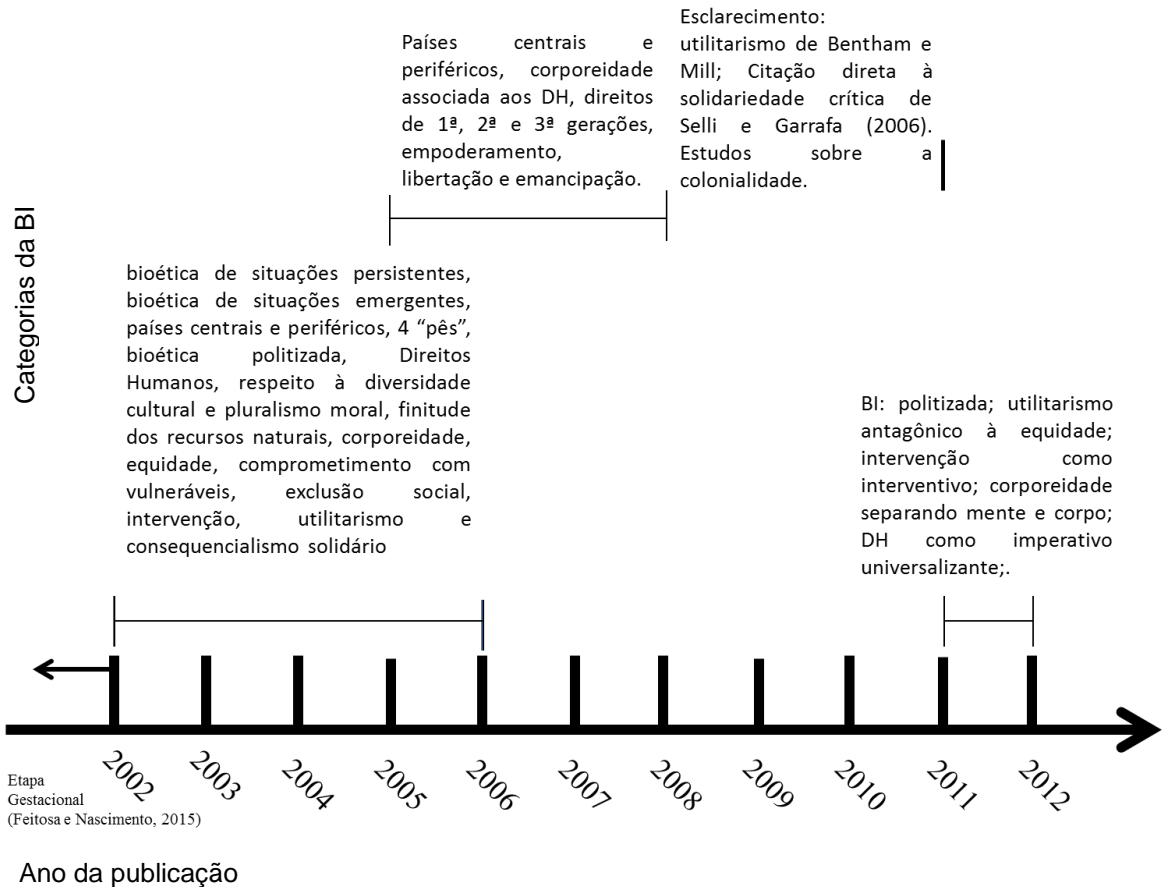 Países centrais e
periféricos, corporeidade
associada aos DH, direitos
de 1ª, 2ª e 3ª gerações,
empoderamento,
libertação e emancipação.
Esclarecimento:
utilitarismo de Bentham e
Mill; Citação direta à
solidariedade crítica de
Selli e Garrafa (2006).
Estudos sobre a
colonialidade.
Categorias da BI
bioética de situações persistentes,
bioética de situações emergentes,
países centrais e periféricos, 4 “pês”,
bioética politizada, Direitos
Humanos, respeito à diversidade
cultural e pluralismo moral, finitude
dos recursos naturais, corporeidade,
equidade, comprometimento com
vulneráveis, exclusão social,
intervenção, utilitarismo e
consequencialismo solidário
BI: politizada; utilitarismo
antagônico à equidade;
intervenção como
interventivo; corporeidade
separando mente e corpo;
DH como imperativo
universalizante;.
2002
2003
2004
2005
2006
2007
2008
2009
2010
2011
2012
Etapa
Gestacional
(Feitosa e Nascimento, 2015)
Ano da publicação